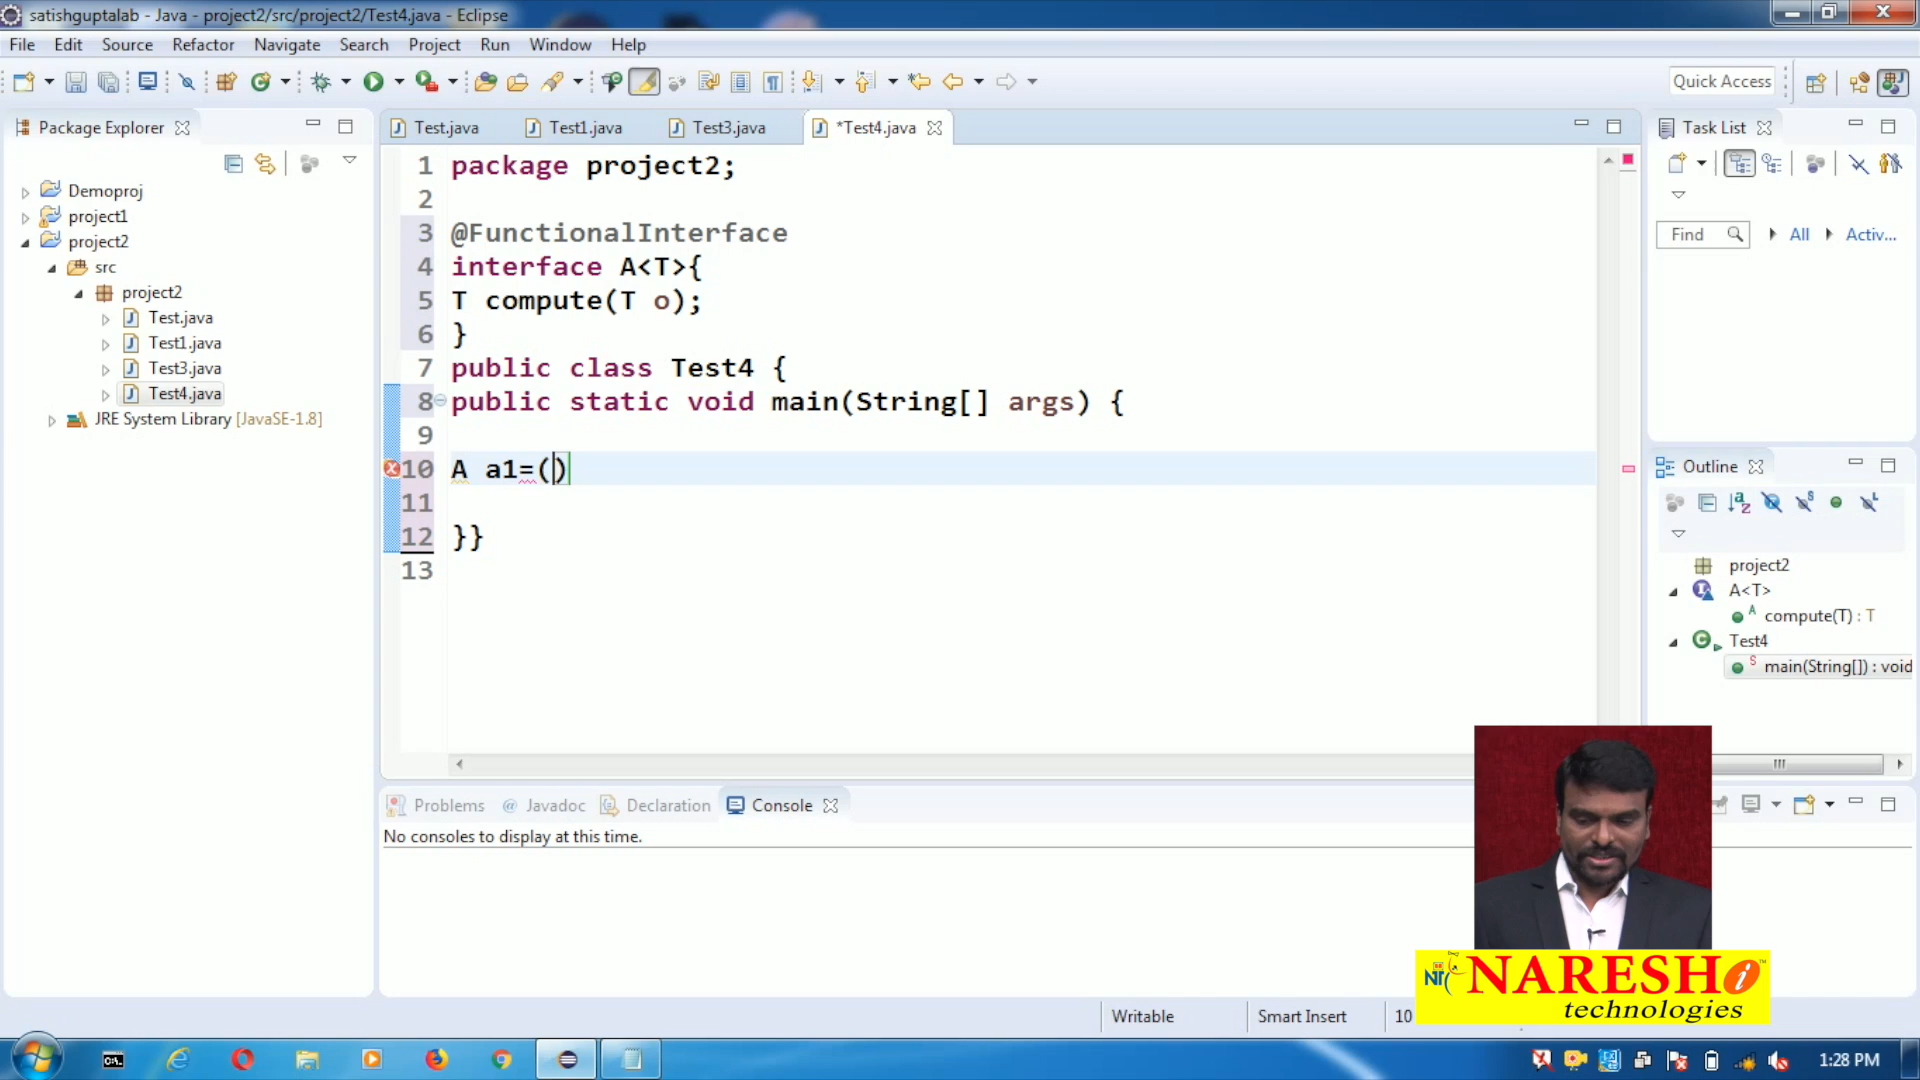 satishguptalab - Java - project2/src/project2/Test4.java - Eclipse
File Edit Source Refactor Navigate Search Project Run Window Help
Quick Access
Package Explorer
Test.java Test1.java Test3.java *Test4.java
Task List
Demoproj
project1
project2
src
project2
Test.java
Test1.java
Test3.java
Test4.java
JRE System Library [JavaSE-1.8]
1 package project2;
2
3 @FunctionalInterface
4 interface A<T>{
5 T compute(T o);
6 }
7 public class Test4 {
8 public static void main(String[] args) {
9
10 A a1=()
11
12 }}
13
Find All Activ...
Outline
project2
A<T>
compute(T) : T
Test4
main(String[]) : void
Problems Javadoc Declaration Console
No consoles to display at this time.
NARESHi
technologies
Writable Smart Insert 10
1:28 PM